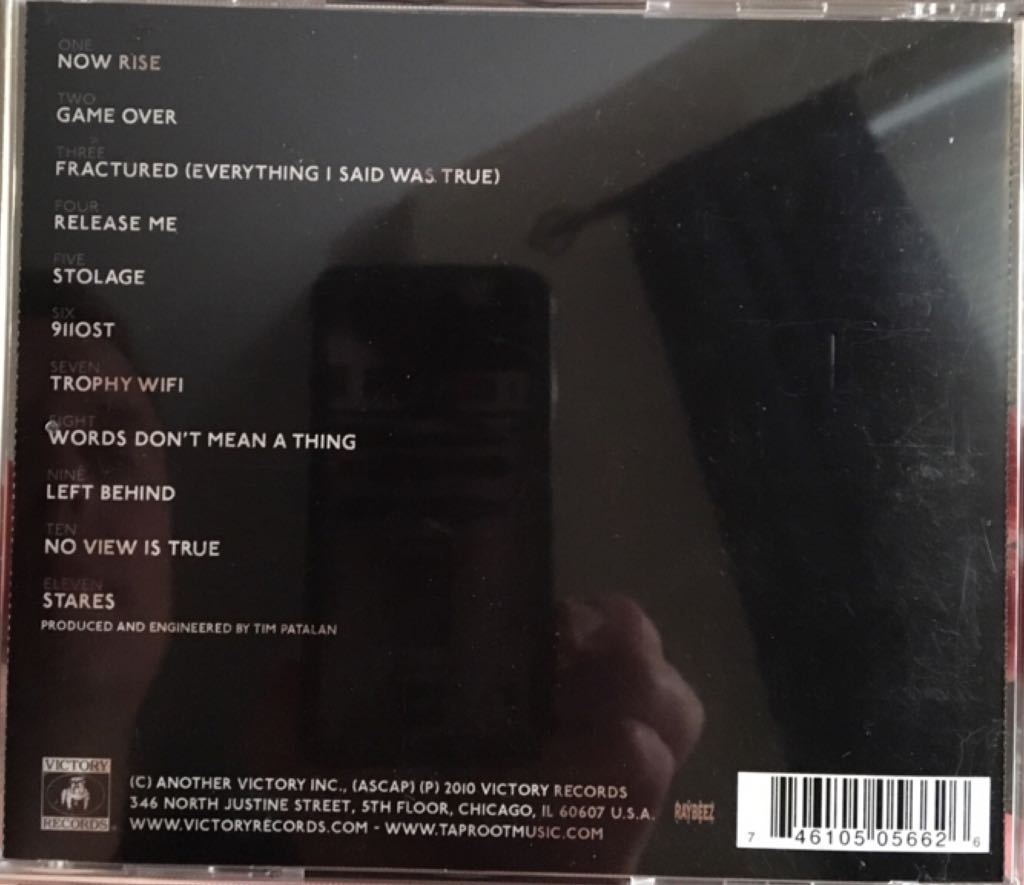 ONE
NOW RISE
TWO
GAME OVER
THREE
FRACTURED (EVERYTHING I SAID WAS TRUE)
FOUR
RELEASE ME
FIVE
STOLAGE
SIX
911OST
SEVEN
TROPHY WIFI
EIGHT
WORDS DON'T MEAN A THING
NINE
LEFT BEHIND
TEN
NO VIEW IS TRUE
ELEVEN
STARES
PRODUCED AND ENGINEERED BY TIM PATALAN
VICTORY
RECORDS
(C) ANOTHER VICTORY INC., (ASCAP) (P) 2010 VICTORY RECORDS
346 NORTH JUSTINE STREET, 5TH FLOOR, CHICAGO, IL 60607 U.S.A.
WWW.VICTORYRECORDS.COM - WWW.TAPROOTMUSIC.COM
RAYBEEZ
7 46105 05662 6